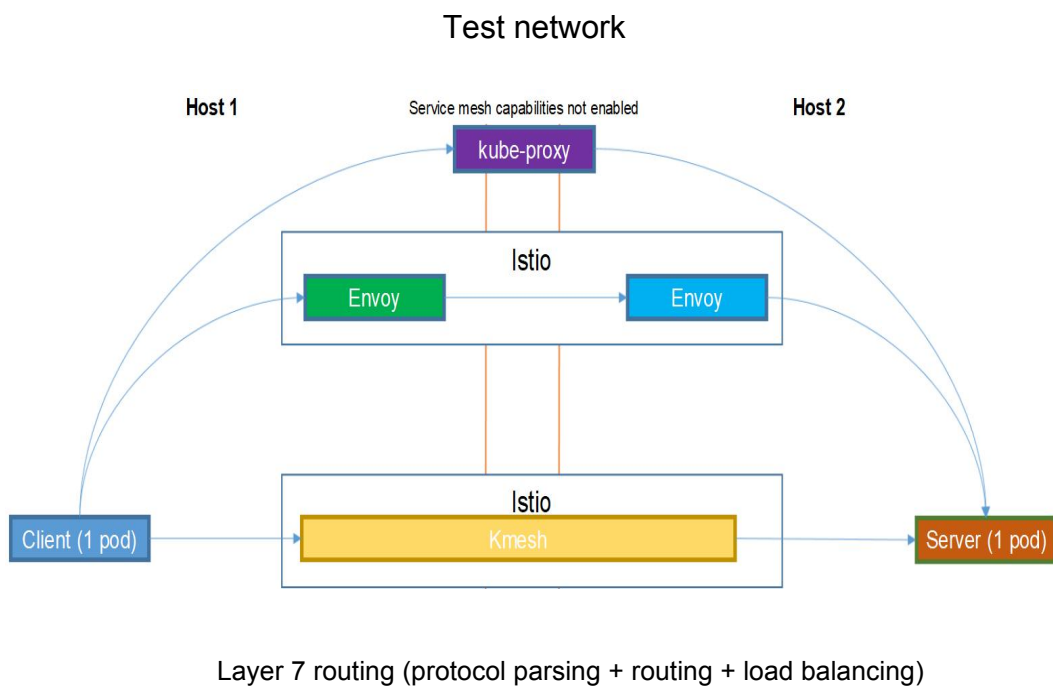 Test network
Host 1
Service mesh capabilities not enabled
Host 2
kube-proxy
Istio
Envoy
Envoy
Istio
Client (1 pod)
Kmesh
Server (1 pod)
Layer 7 routing (protocol parsing + routing + load balancing)